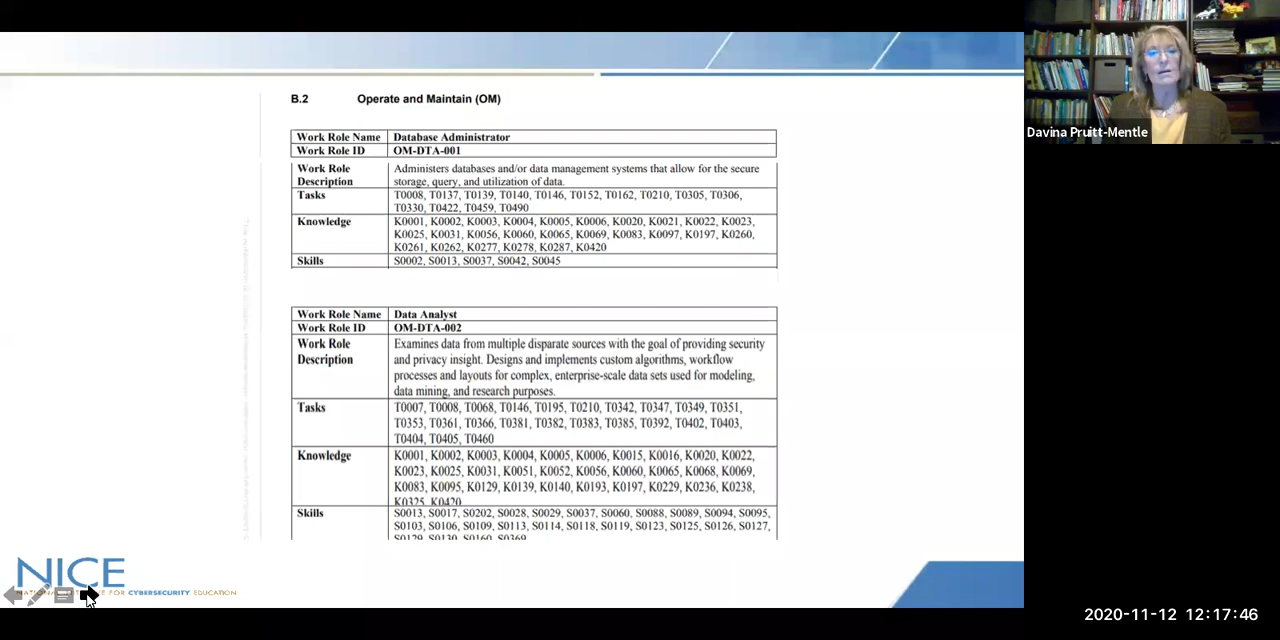 B.2 Operate and Maintain (OM)
Work Role Name Database Administrator
Work Role ID OM-DTA-001
Work Role Administers databases and/or data management systems that allow for the secure
Description storage, query, and utilization of data.
Tasks T0008, T0137, T0139, T0140, T0146, T0152, T0162, T0210, T0305, T0306,
T0330, T0422, T0459, T0490
Knowledge K0001, K0002, K0003, K0004, K0005, K0006, K0020, K0021, K0022, K0023,
K0025, K0031, K0056, K0060, K0065, K0069, K0083, K0097, K0197, K0260,
K0261, K0262, K0277, K0278, K0287, K0420
Skills S0002, S0013, S0037, S0042, S0045
Work Role Name Data Analyst
Work Role ID OM-DTA-002
Work Role Examines data from multiple disparate sources with the goal of providing security
Description and privacy insight. Designs and implements custom algorithms, workflow
processes and layouts for complex, enterprise-scale data sets used for modeling,
data mining, and research purposes.
Tasks T0007, T0008, T0068, T0146, T0195, T0210, T0342, T0347, T0349, T0351,
T0353, T0361, T0366, T0381, T0382, T0383, T0385, T0392, T0402, T0403,
T0404, T0405, T0460
Knowledge K0001, K0002, K0003, K0004, K0005, K0006, K0015, K0016, K0020, K0022,
K0023, K0025, K0031, K0051, K0052, K0056, K0060, K0065, K0068, K0069,
K0083, K0095, K0129, K0139, K0140, K0193, K0197, K0229, K0236, K0238,
K0325, K0420
Skills S0013, S0017, S0202, S0028, S0029, S0037, S0060, S0088, S0089, S0094, S0095,
S0103, S0106, S0109, S0113, S0114, S0118, S0119, S0123, S0125, S0126, S0127,
S0129, S0130, S0160, S0369
NICE
FOR CYBERSECURITY EDUCATION
Davina Pruitt-Mentle
2020-11-12 12:17:46